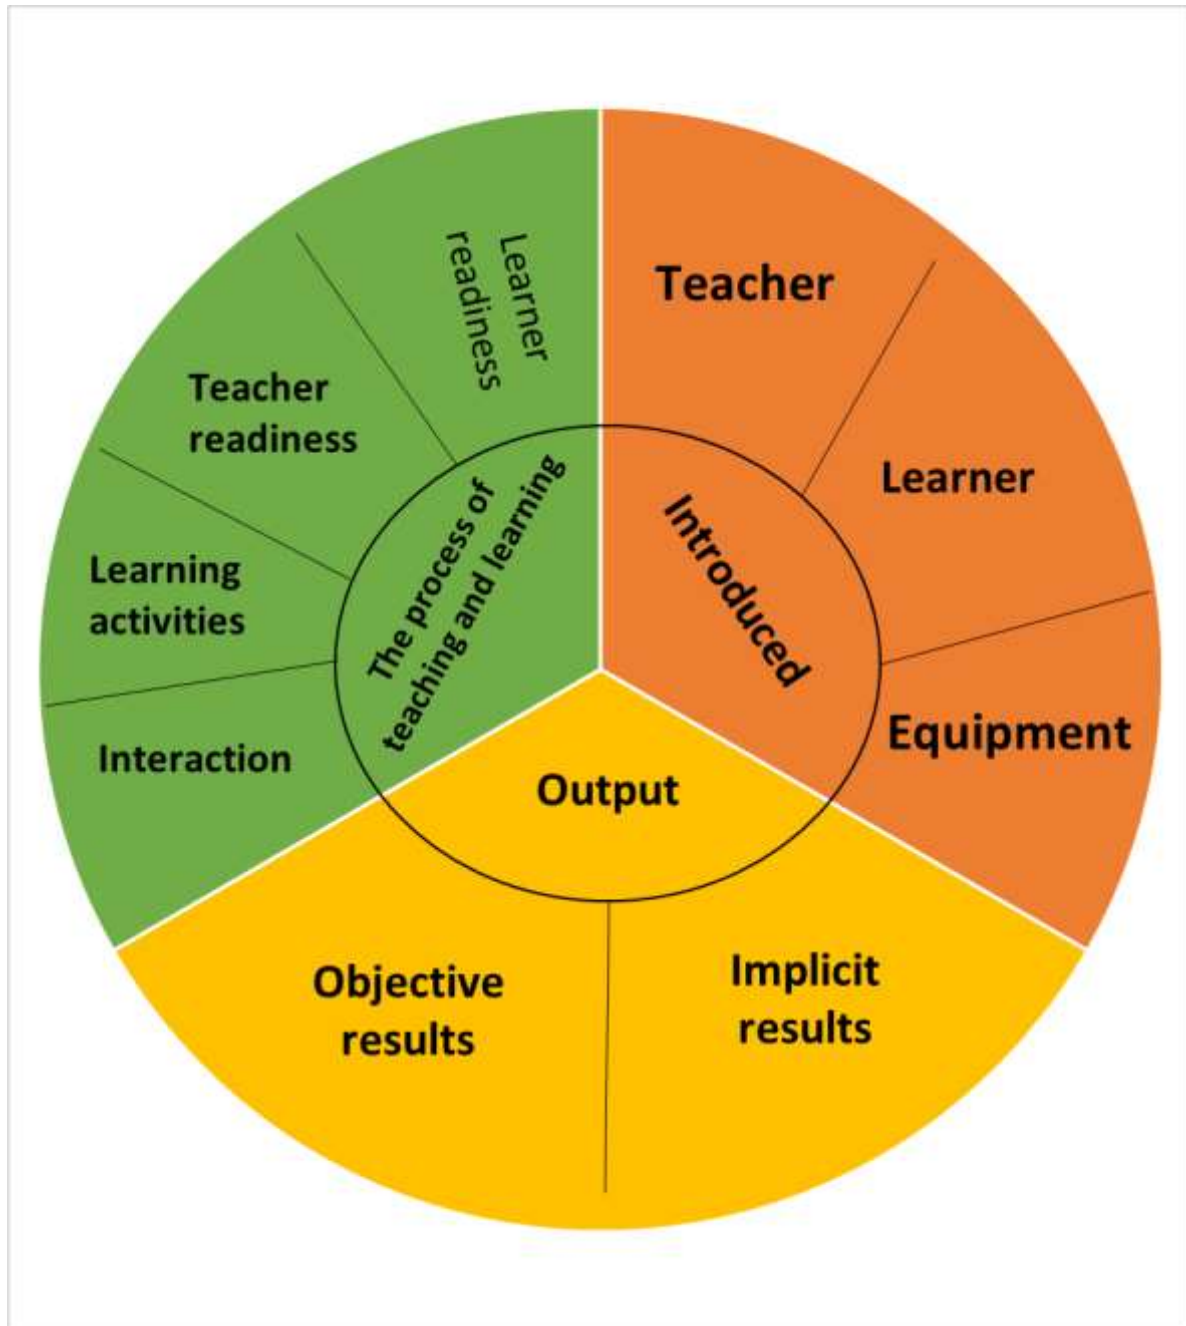 Learner
readiness
Teacher
Teacher
readiness
Learner
The process of
teaching and learning
Introduced
Learning
activities
Equipment
Interaction
Output
Objective
results
Implicit
results